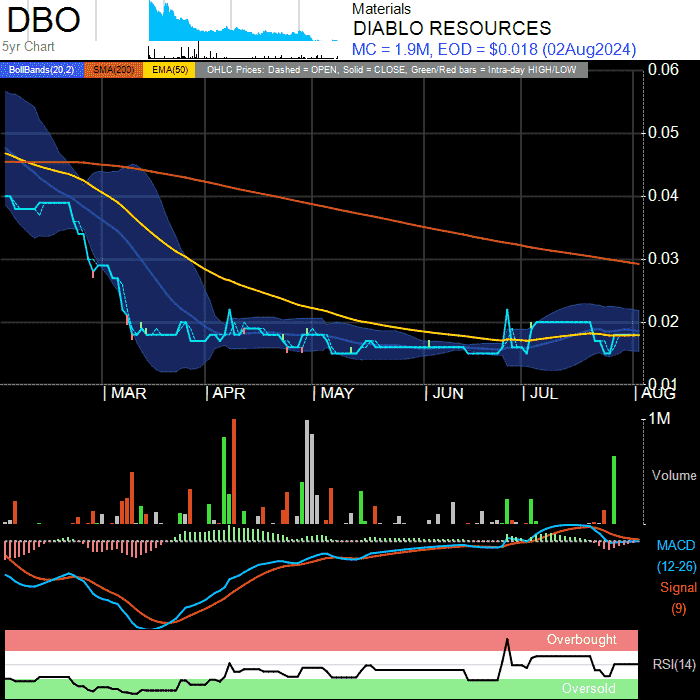 DBO
5yr Chart
Materials
DIABLO RESOURCES
MC = 1.9M, EOD = $0.018 (02Aug2024)
BollBands(20,2) SMA(200) EMA(50) OHLC Prices: Dashed = OPEN, Solid = CLOSE, Green/Red bars = Intra-day HIGH/LOW
0.06
0.05
0.04
0.03
0.02
0.01
MAR APR MAY JUN JUL AUG
1M
Volume
MACD
(12-26)
Signal
(9)
Overbought
RSI(14)
Oversold